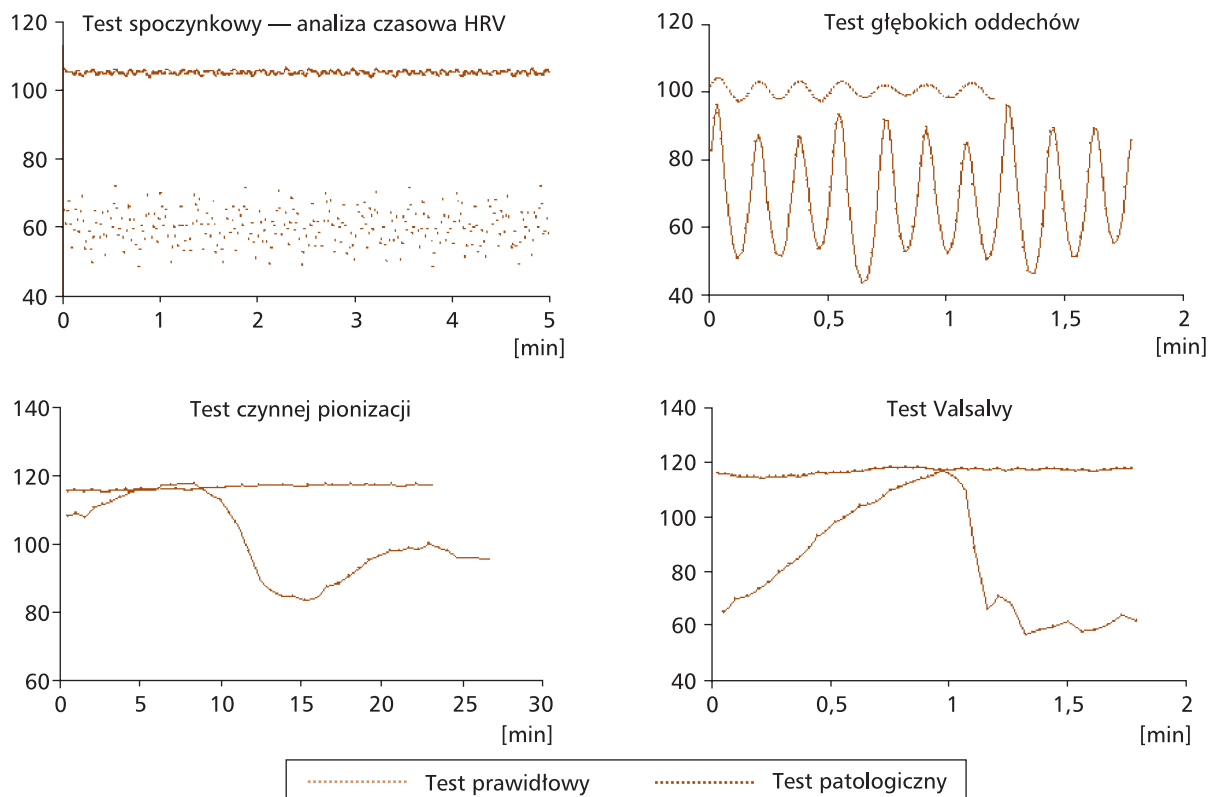 Test spoczynkowy — analiza czasowa HRV
120
100
80
60
40
0 1 2 3 4 5
[min]
Test głębokich oddechów
120
100
80
60
40
0 0,5 1 1,5 2
[min]
Test czynnej pionizacji
140
120
100
80
60
0 5 10 15 20 25 30
[min]
Test Valsalvy
140
120
100
80
60
40
0 0,5 1 1,5 2
[min]
Test prawidłowy Test patologiczny